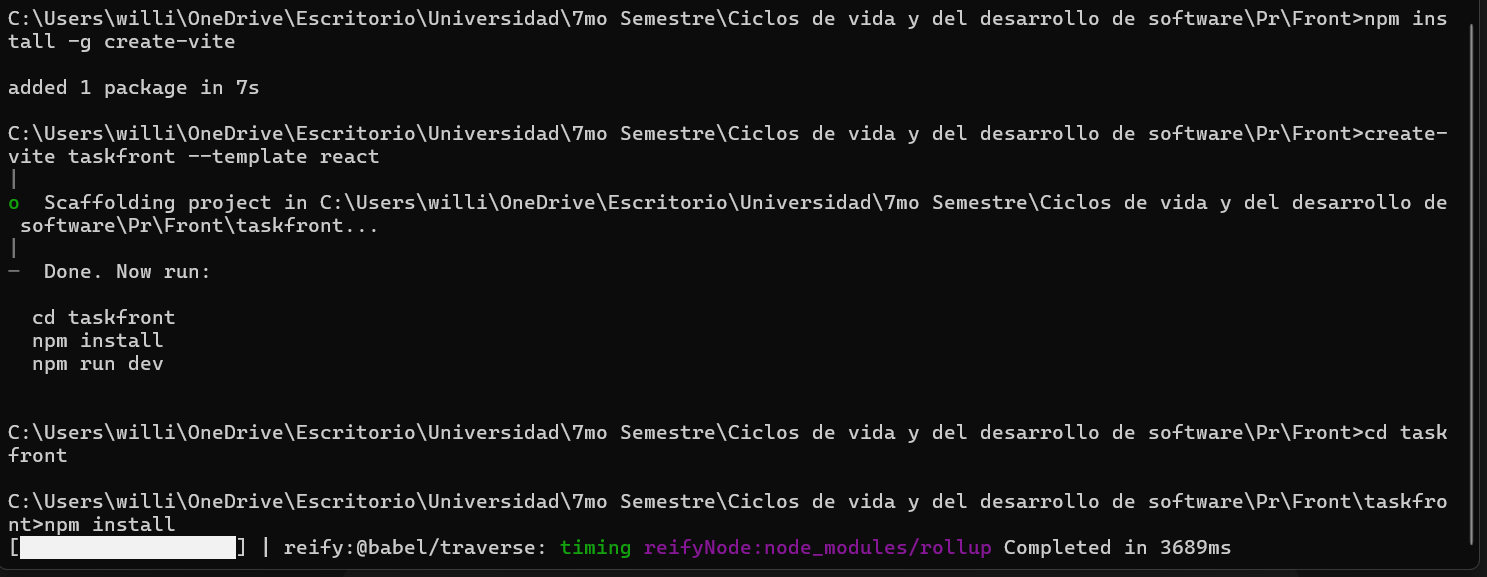 C:\Users\willi\OneDrive\Escritorio\Universidad\7mo Semestre\Ciclos de vida y del desarrollo de software\Pr\Front>npm ins
tall -g create-vite
added 1 package in 7s
C:\Users\willi\OneDrive\Escritorio\Universidad\7mo Semestre\Ciclos de vida y del desarrollo de software\Pr\Front>create-
vite taskfront --template react
|
o  Scaffolding project in C:\Users\willi\OneDrive\Escritorio\Universidad\7mo Semestre\Ciclos de vida y del desarrollo de
 software\Pr\Front\taskfront...
|
—  Done. Now run:
  cd taskfront
  npm install
  npm run dev
C:\Users\willi\OneDrive\Escritorio\Universidad\7mo Semestre\Ciclos de vida y del desarrollo de software\Pr\Front>cd task
front
C:\Users\willi\OneDrive\Escritorio\Universidad\7mo Semestre\Ciclos de vida y del desarrollo de software\Pr\Front\taskfro
nt>npm install
[                  ] | reify:@babel/traverse: timing reifyNode:node_modules/rollup Completed in 3689ms